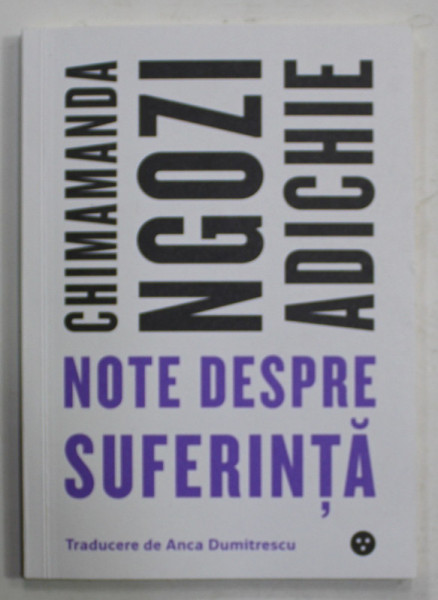 CHIMAMANDA
NGOZI
ADICHIE
NOTE DESPRE
SUFERINȚĂ
Traducere de Anca Dumitrescu